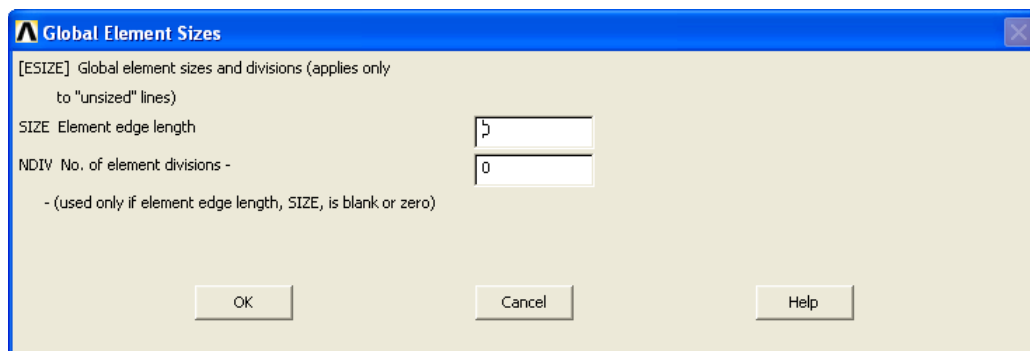 Global Element Sizes
[ESIZE] Global element sizes and divisions (applies only
to "unsized" lines)
SIZE Element edge length
NDIV No. of element divisions -
0
- (used only if element edge length, SIZE, is blank or zero)
OK Cancel Help